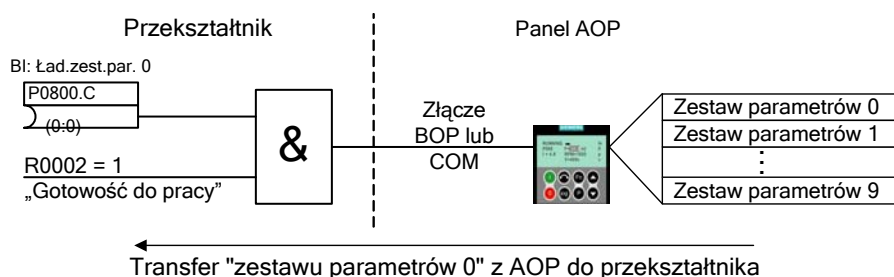 Przekształtnik
Panel AOP
BI: Ład.zest.par. 0
P0800.C
(0:0)
&
R0002 = 1
„Gotowość do pracy”
Złącze
BOP lub
COM
Zestaw parametrów 0
Zestaw parametrów 1
⋮
Zestaw parametrów 9
Transfer "zestawu parametrów 0" z AOP do przekształtnika